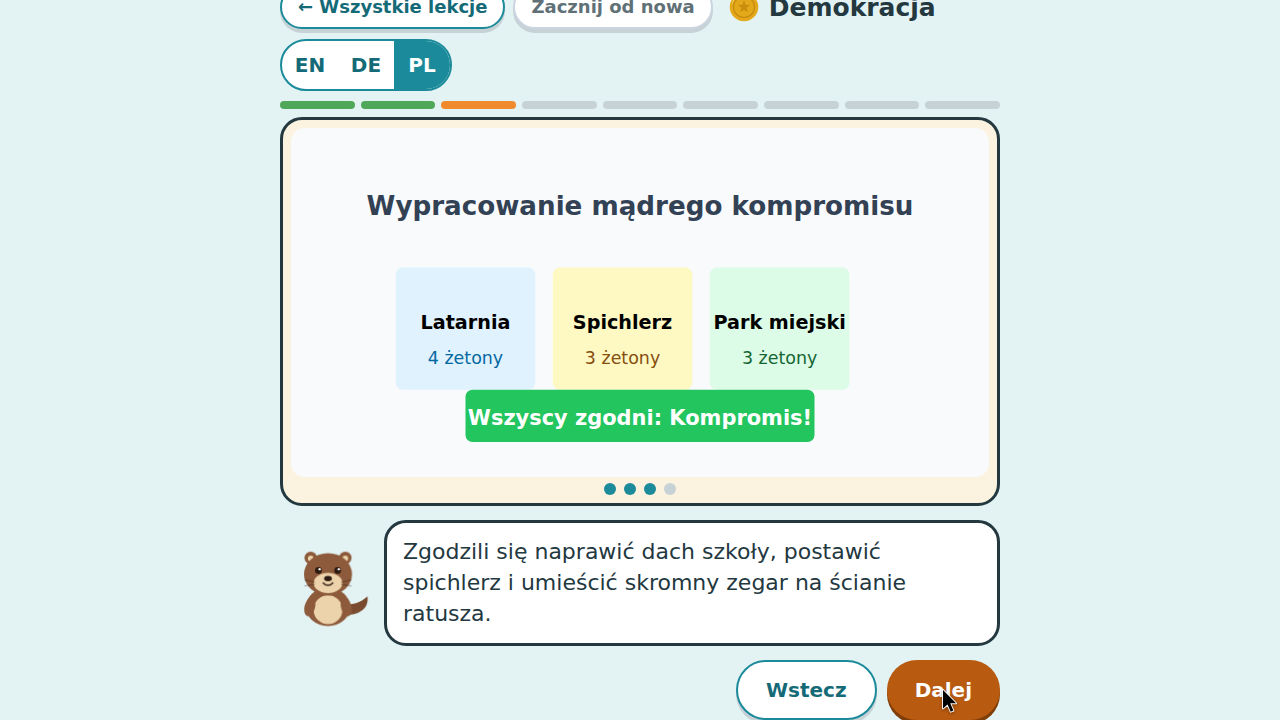 ← Wszystkie lekcje
Zacznij od nowa
Demokracja
EN DE PL
Wypracowanie mądrego kompromisu
Latarnia
4 żetony
Spichlerz
3 żetony
Park miejski
3 żetony
Wszyscy zgodni: Kompromis!
Zgodzili się naprawić dach szkoły, postawić
spichlerz i umieścić skromny zegar na ścianie
ratusza.
Wstecz
Dalej